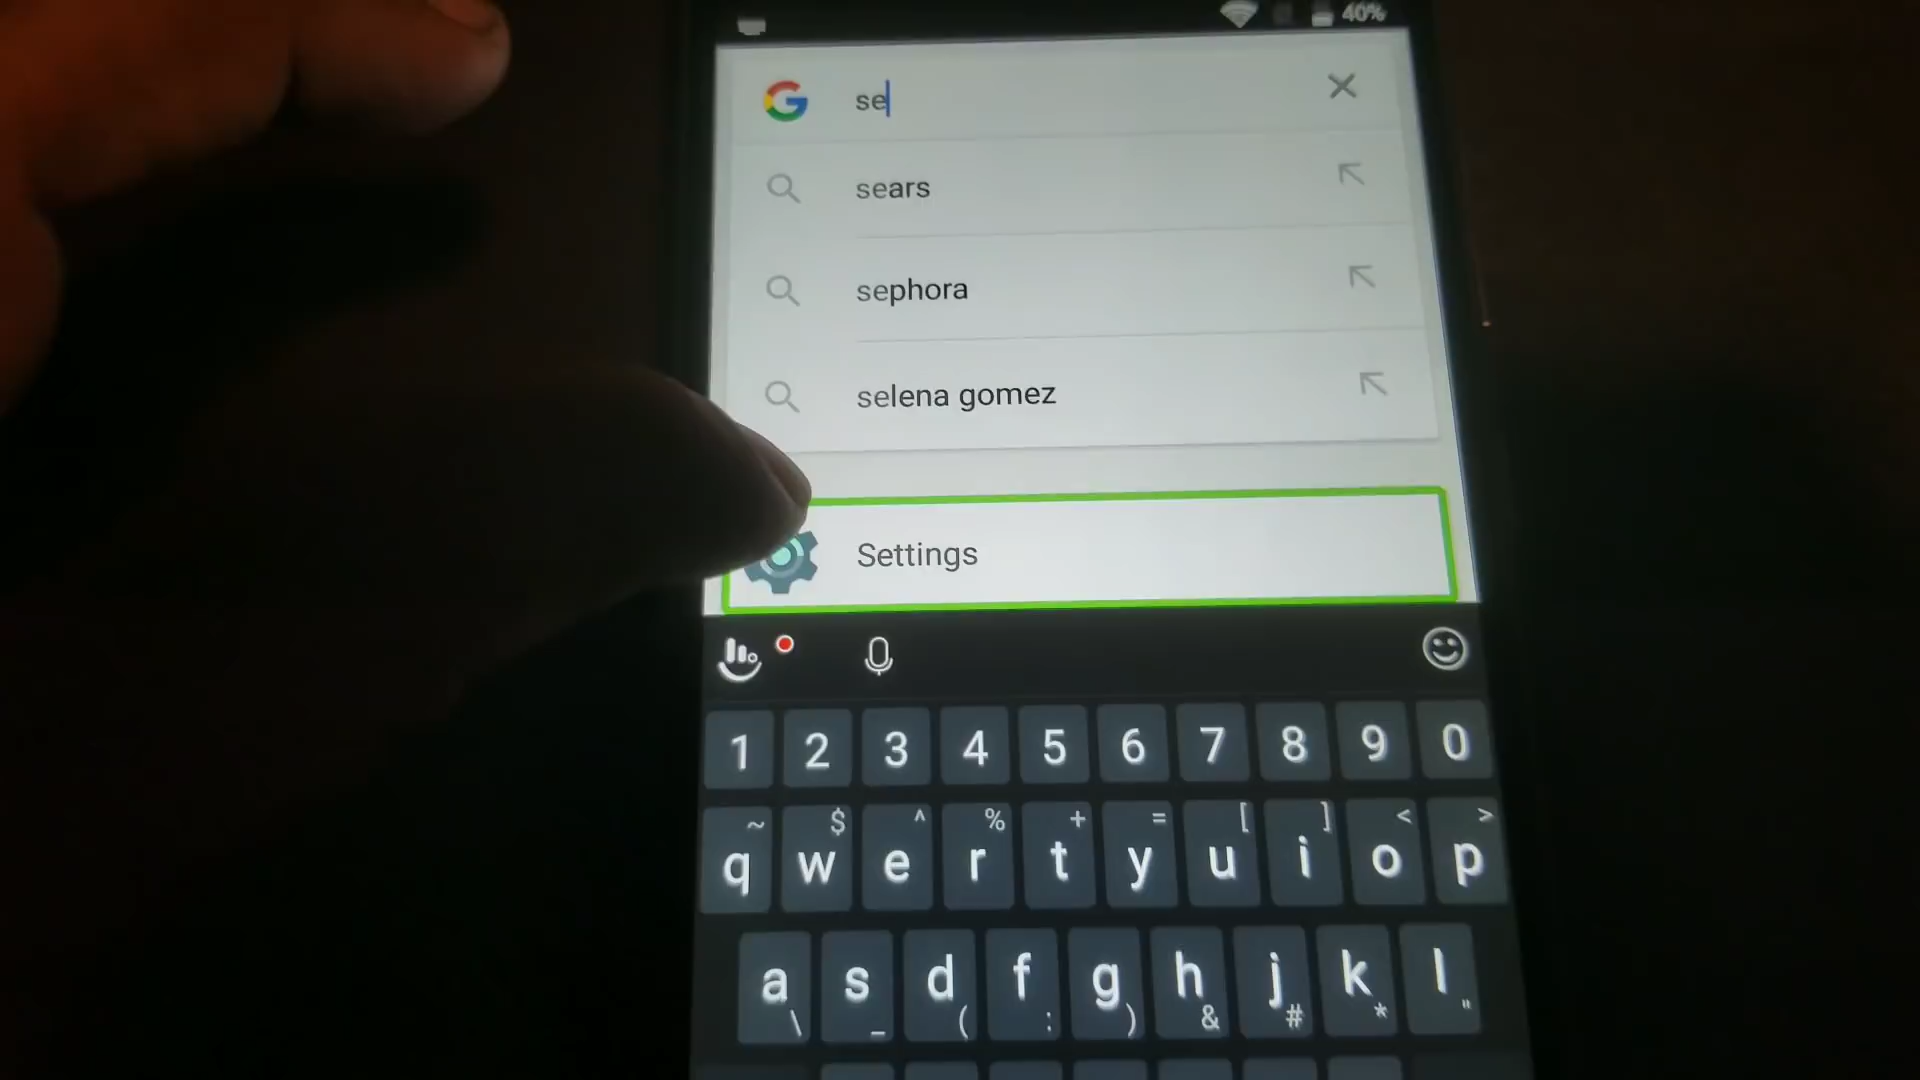 40%
se
sears
sephora
selena gomez
Settings
1 2 3 4 5 6 7 8 9 0
~ $ ^ % + = [ ] < >
q w e r t y u i o p
a s d f g h j k l
\ _ ( : ) & # * "